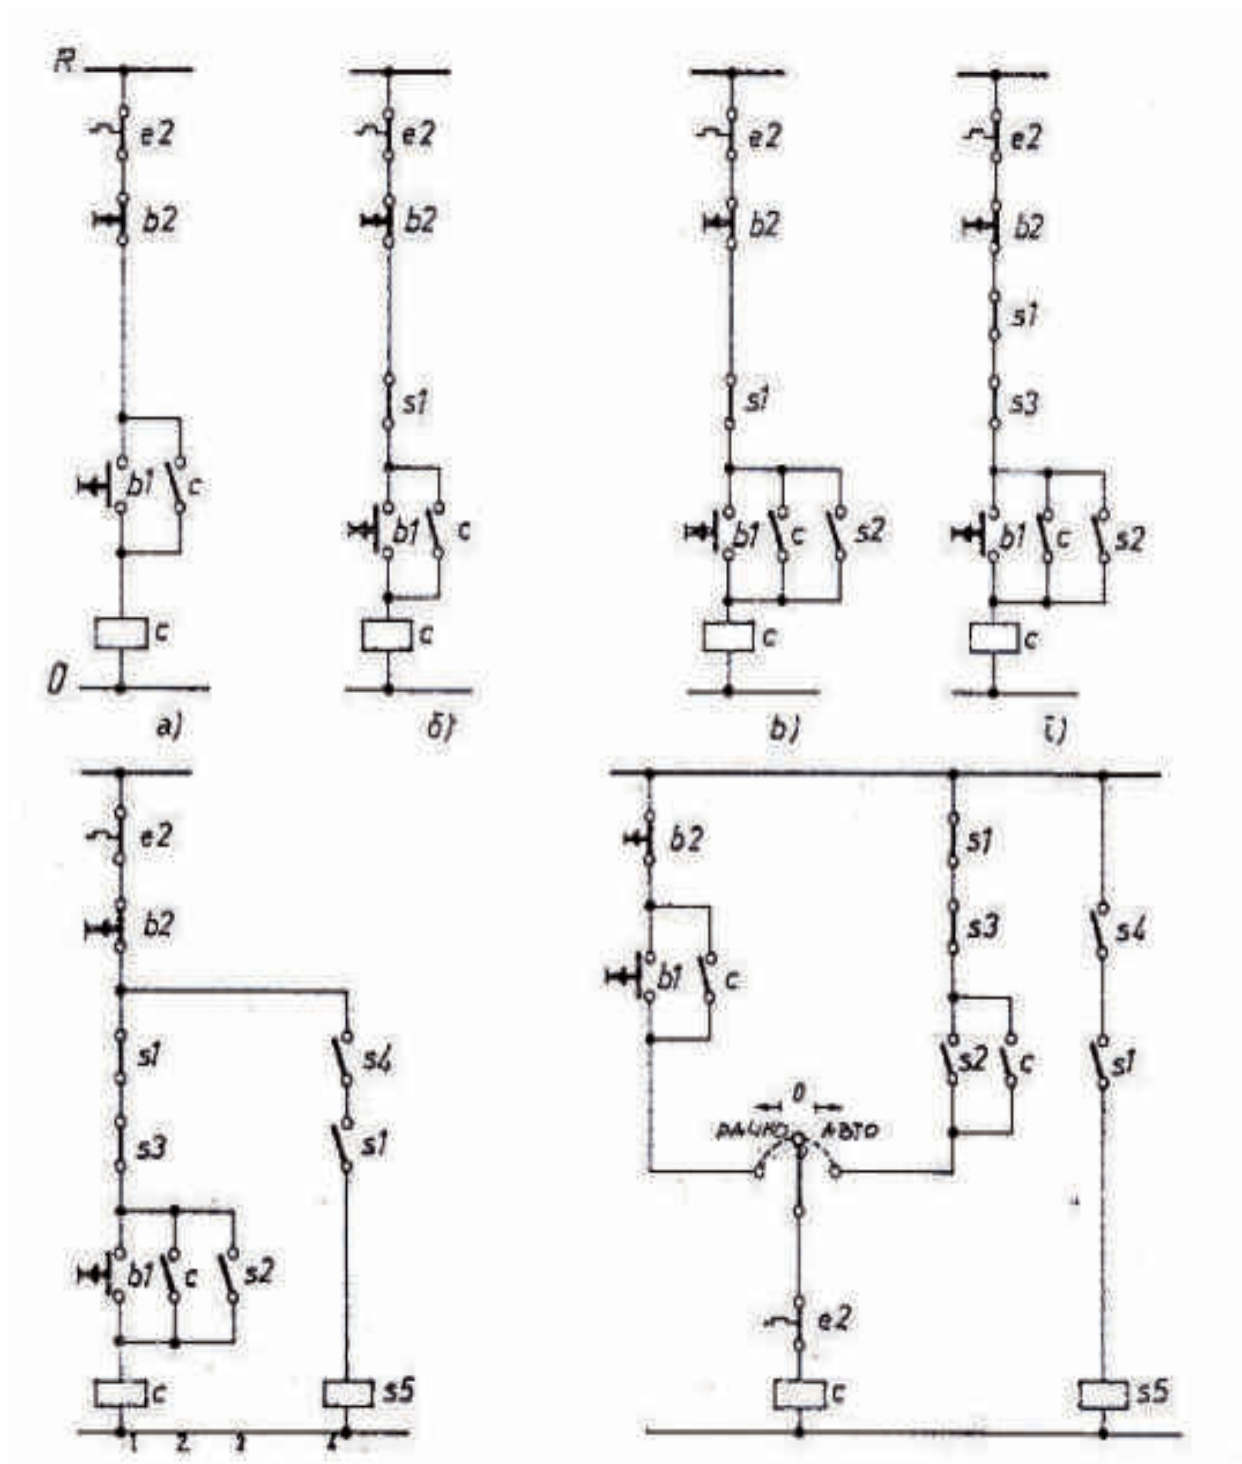 R
e2 e2 e2 e2
b2 b2 b2 b2
s1
s1 s1 s3
b1 c b1 c b1 c s2 b1 c s2
c c c c
0
а) б) в) г)
e2 b2 s1
b2 s3 s4
b1 c
s1 s4 s2 c s1
0
s3 s1 РАЧНО АВТО
b1 c s2 e2
c s5 c s5
1 2 3 4